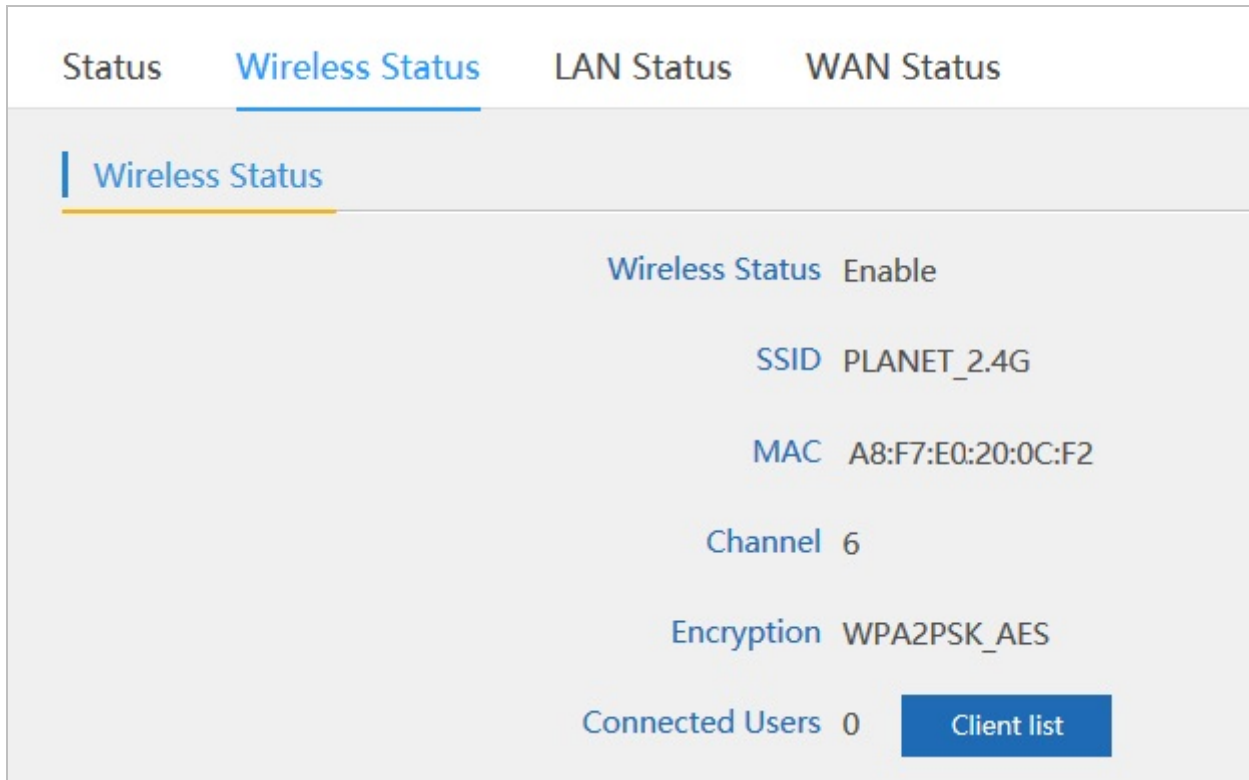 Status Wireless Status LAN Status WAN Status
Wireless Status
Wireless Status Enable
SSID PLANET_2.4G
MAC A8:F7:E0:20:0C:F2
Channel 6
Encryption WPA2PSK_AES
Connected Users 0 Client list